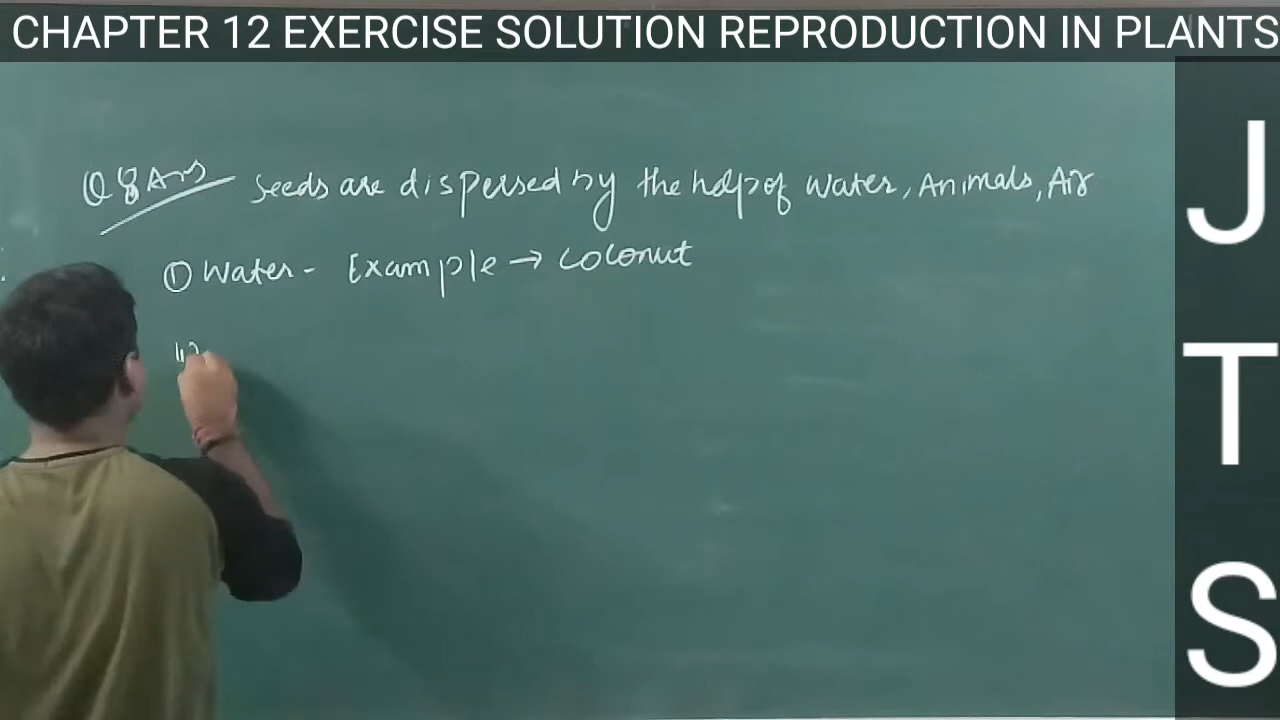 CHAPTER 12 EXERCISE SOLUTION REPRODUCTION IN PLANTS
Q 8 Ans Seeds are dispersed by the help of Water, Animals, Air
① Water - Example → Coconut
J
T
S